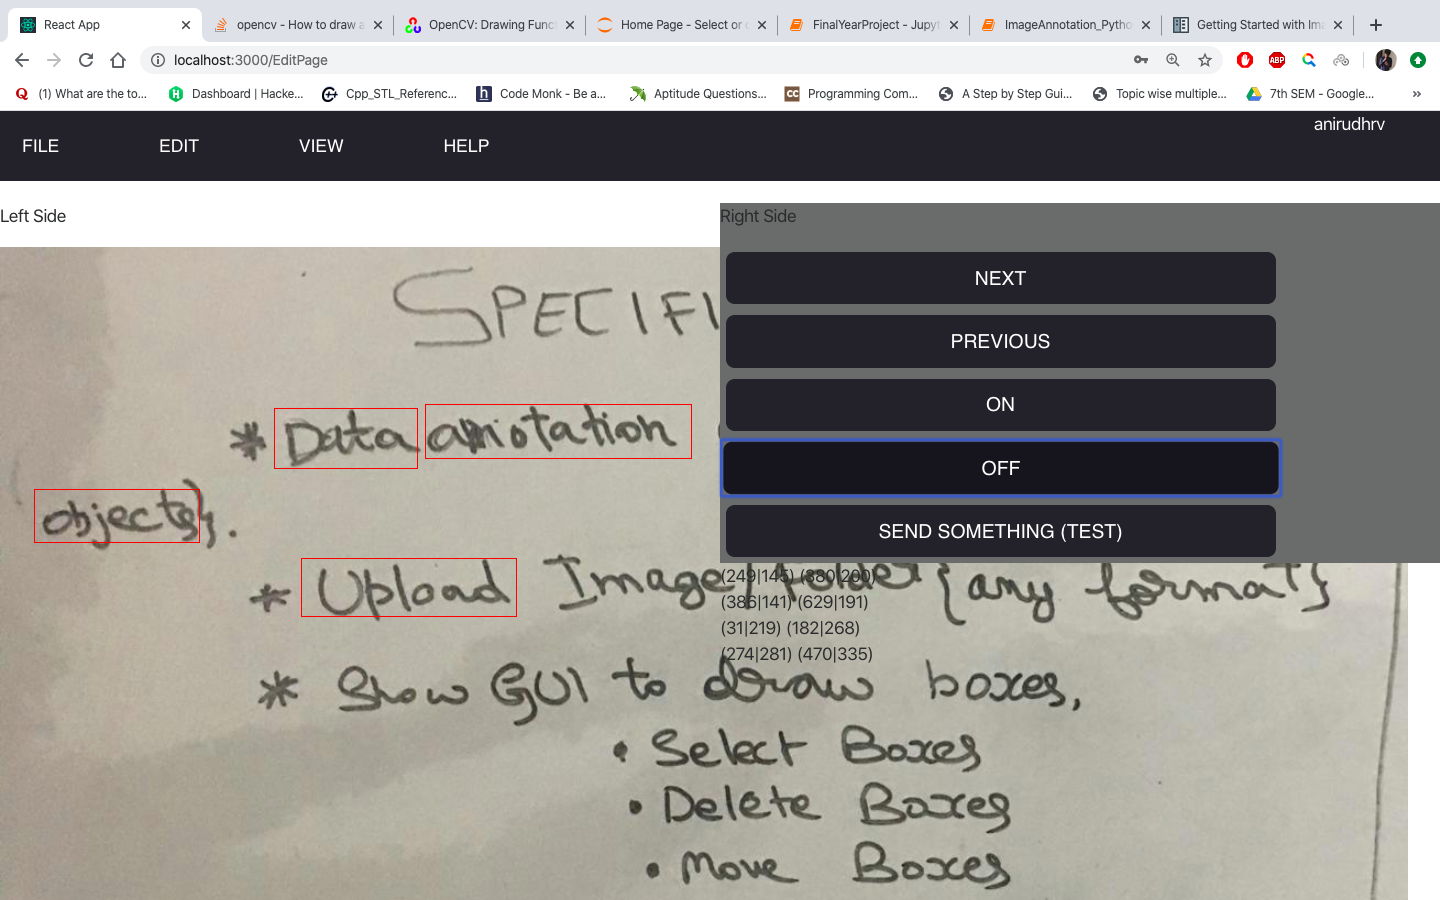 React App
opencv - How to draw a
OpenCV: Drawing Func
Home Page - Select or c
FinalYearProject - Jupyt
ImageAnnotation_Pytho
Getting Started with Ima
localhost:3000/EditPage
(1) What are the to...
Dashboard | Hacke...
Cpp_STL_Referenc...
Code Monk - Be a...
Aptitude Questions...
Programming Com...
A Step by Step Gui...
Topic wise multiple...
7th SEM - Google...
»
FILE EDIT VIEW HELP
anirudhrv
Left Side
Right Side
NEXT
PREVIOUS
ON
OFF
SEND SOMETHING (TEST)
(249|145) (380|200)
(386|141) (629|191)
(31|219) (182|268)
(274|281) (470|335)
SPECIFI
* Data annotation
objects}.
* Upload Image/folder {any format}
* Show GUI to draw boxes,
• Select Boxes
• Delete Boxes
• Move Boxes